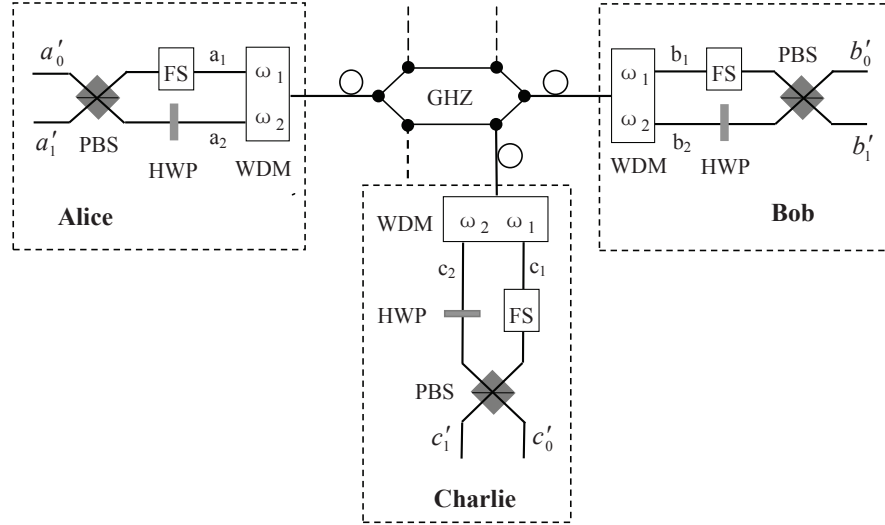 a′₀
a₁
FS
ω₁
a′₁
PBS
HWP
a₂
ω₂
WDM
Alice
GHZ
ω₁
b₁
FS
PBS
b′₀
ω₂
b₂
WDM
HWP
b′₁
Bob
WDM
ω₂ ω₁
c₂ c₁
HWP
FS
PBS
c′₁ c′₀
Charlie